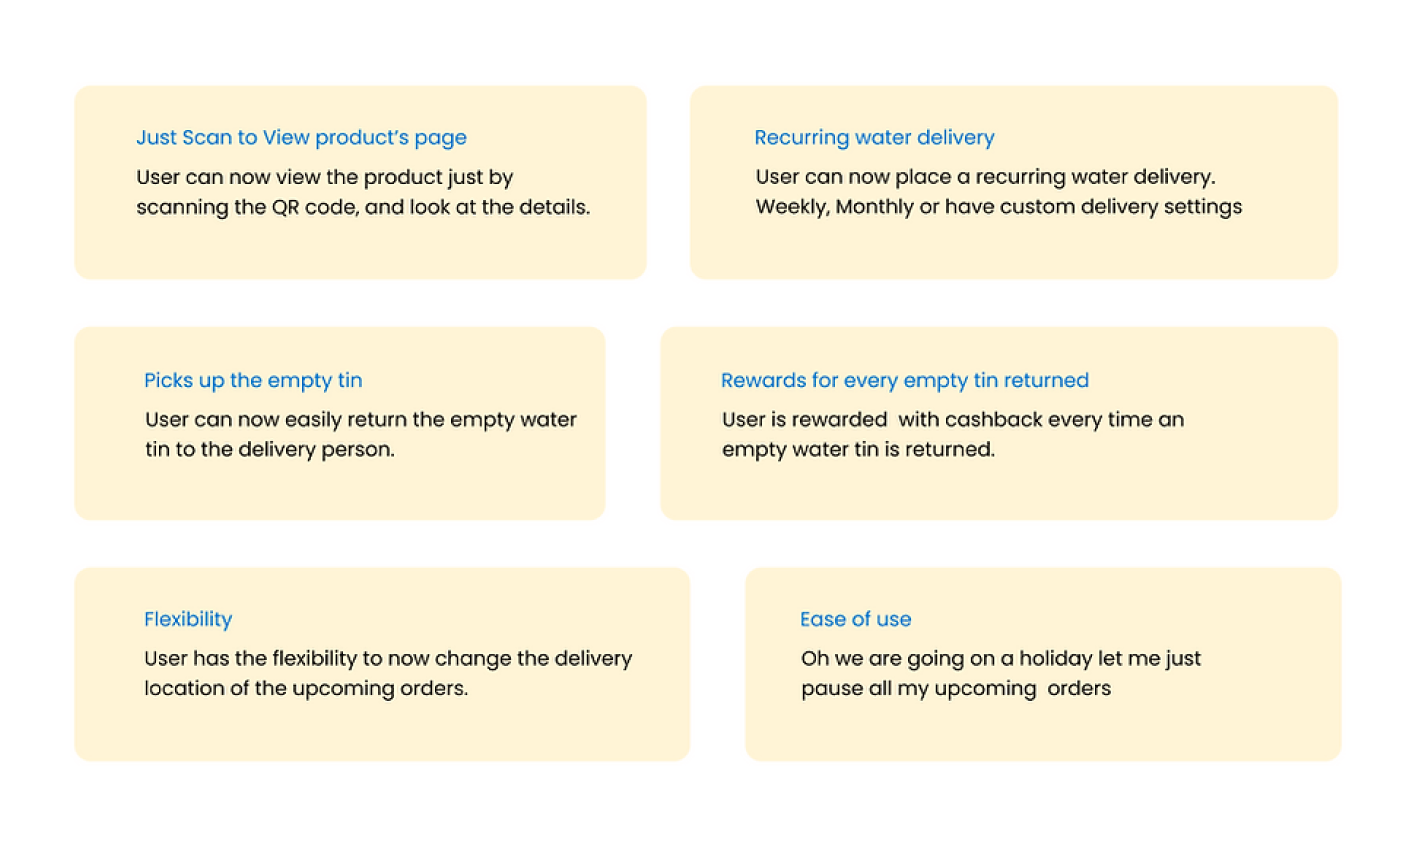 Just Scan to View product's page
User can now view the product just by
scanning the QR code, and look at the details.
Recurring water delivery
User can now place a recurring water delivery.
Weekly, Monthly or have custom delivery settings
Picks up the empty tin
User can now easily return the empty water
tin to the delivery person.
Rewards for every empty tin returned
User is rewarded  with cashback every time an
empty water tin is returned.
Flexibility
User has the flexibility to now change the delivery
location of the upcoming orders.
Ease of use
Oh we are going on a holiday let me just
pause all my upcoming  orders